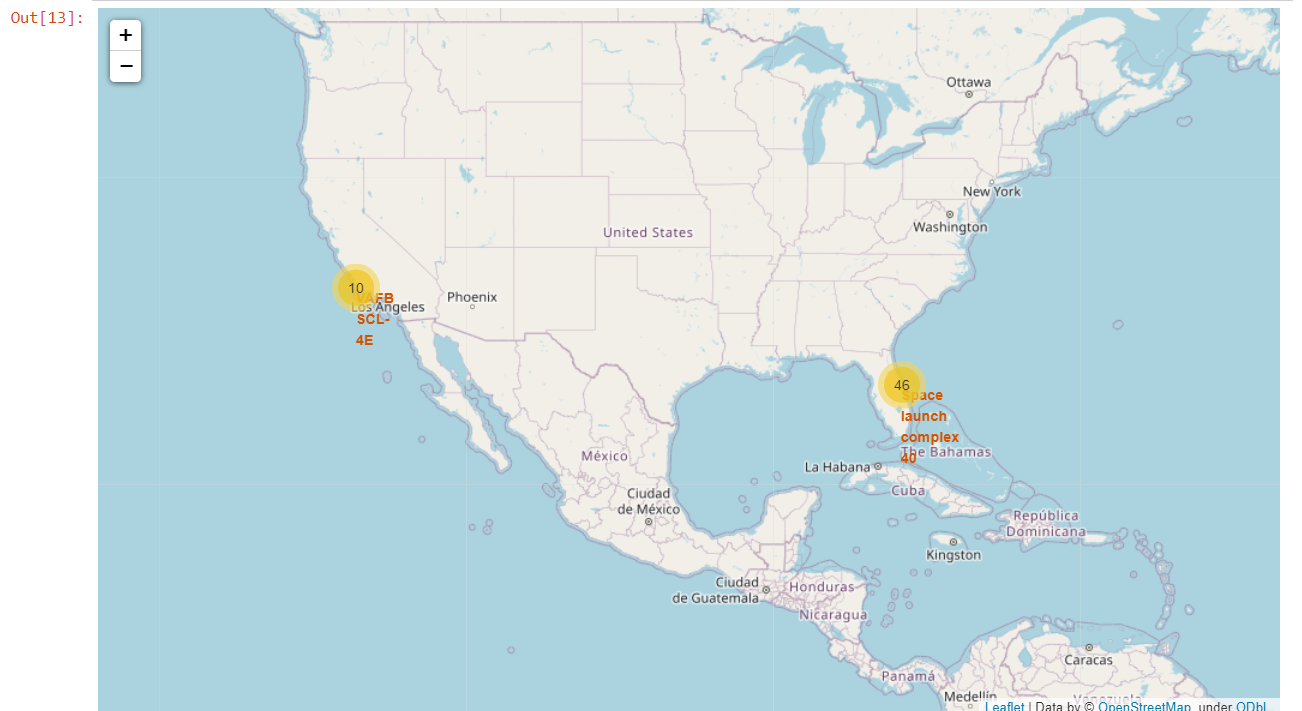 Out[13]:
+
−
Ottawa
New York
Washington
United States
10
VAFB
SCL-
4E
Los Angeles
Phoenix
46
Space
launch
complex
40
The Bahamas
La Habana
Cuba
México
Ciudad
de México
República
Dominicana
Kingston
Ciudad
de Guatemala
Honduras
Nicaragua
Caracas
Panamá
Medellín
Venezuela
Leaflet | Data by © OpenStreetMap, under ODbL.